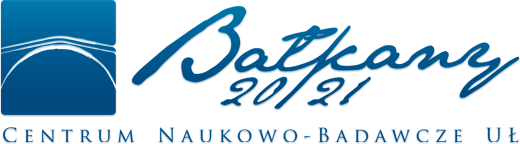 Bałkany
20/21
CENTRUM NAUKOWO-BADAWCZE UŁ